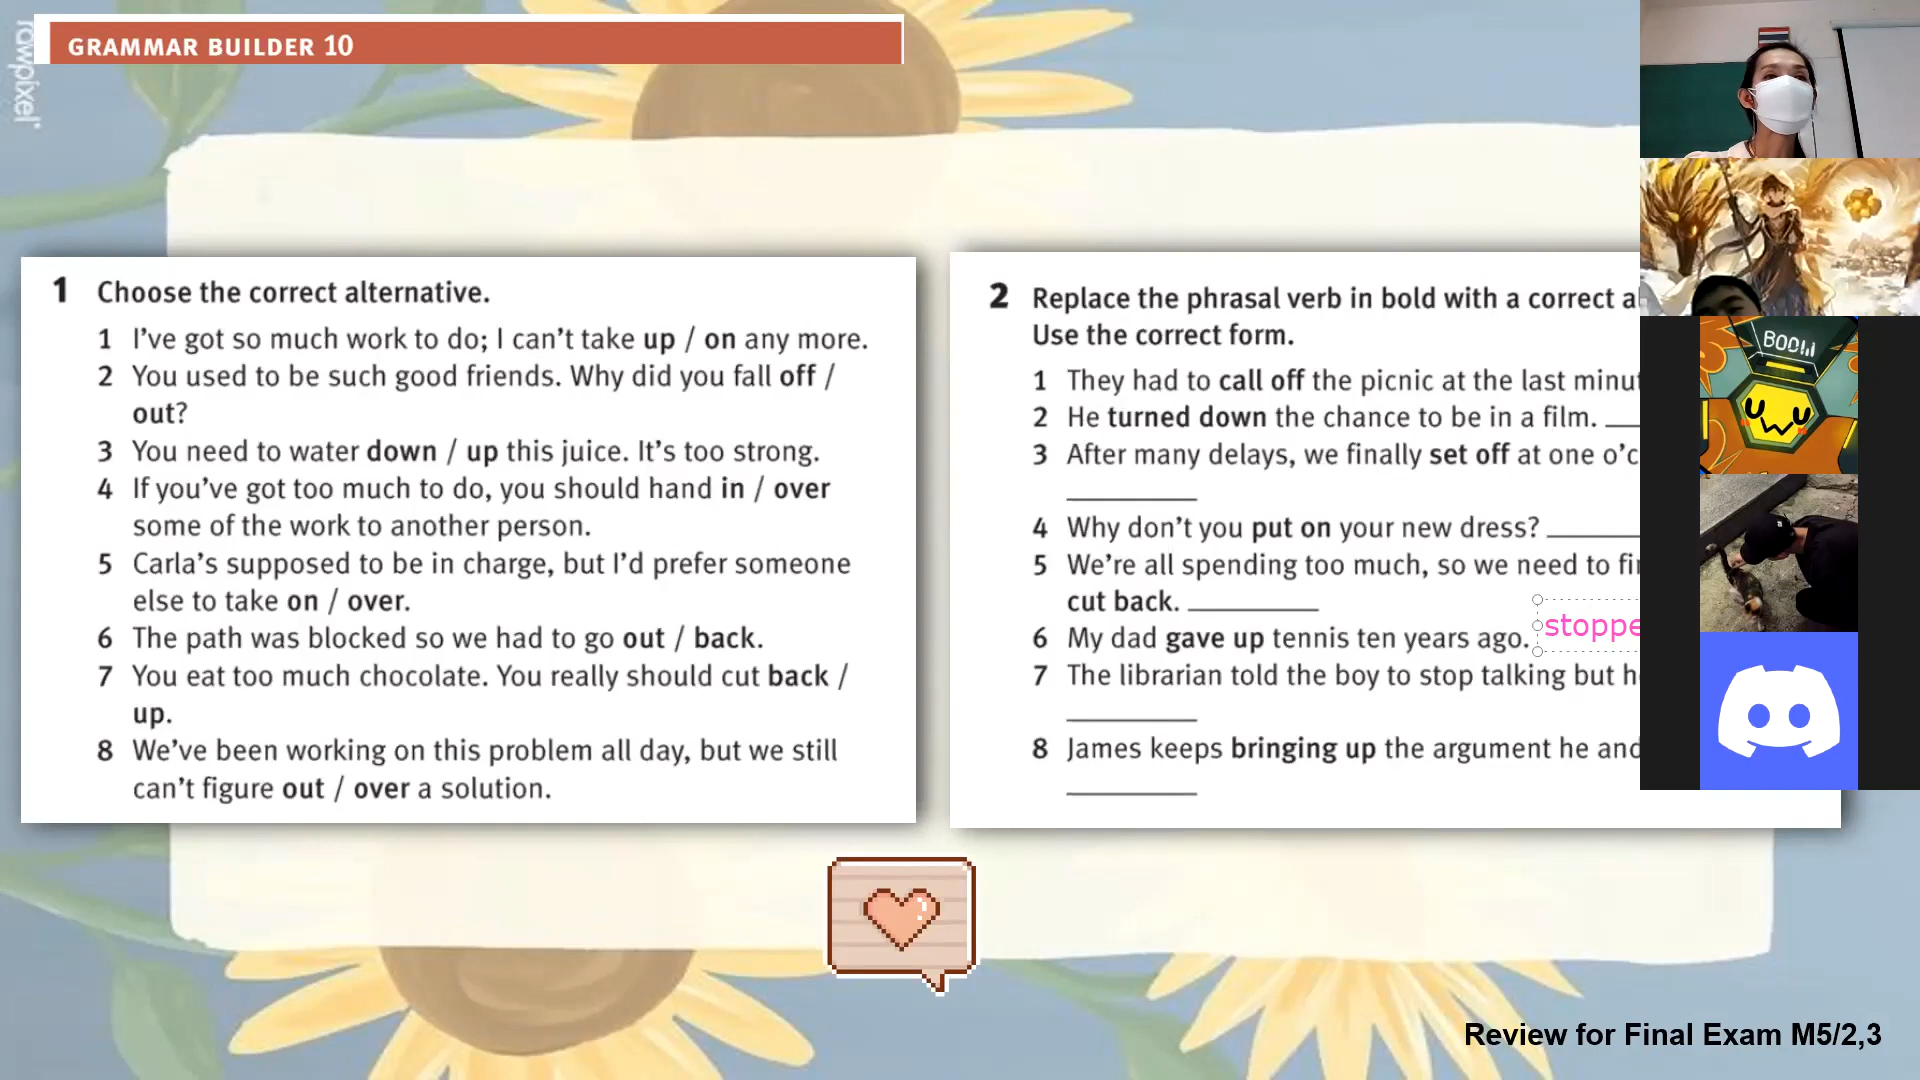 rawpixel
GRAMMAR BUILDER 10
1 Choose the correct alternative.
1 I've got so much work to do; I can't take up / on any more.
2 You used to be such good friends. Why did you fall off /
out?
3 You need to water down / up this juice. It's too strong.
4 If you've got too much to do, you should hand in / over
some of the work to another person.
5 Carla's supposed to be in charge, but I'd prefer someone
else to take on / over.
6 The path was blocked so we had to go out / back.
7 You eat too much chocolate. You really should cut back /
up.
8 We've been working on this problem all day, but we still
can't figure out / over a solution.
2 Replace the phrasal verb in bold with a correct
Use the correct form.
1 They had to call off the picnic at the last
2 He turned down the chance to be in a film.
3 After many delays, we finally set off at one
4 Why don't you put on your new dress?
5 We're all spending too much, so we need to
cut back.
6 My dad gave up tennis ten years ago.
7 The librarian told the boy to stop talking but
8 James keeps bringing up the argument he and
BOOM
Review for Final Exam M5/2,3